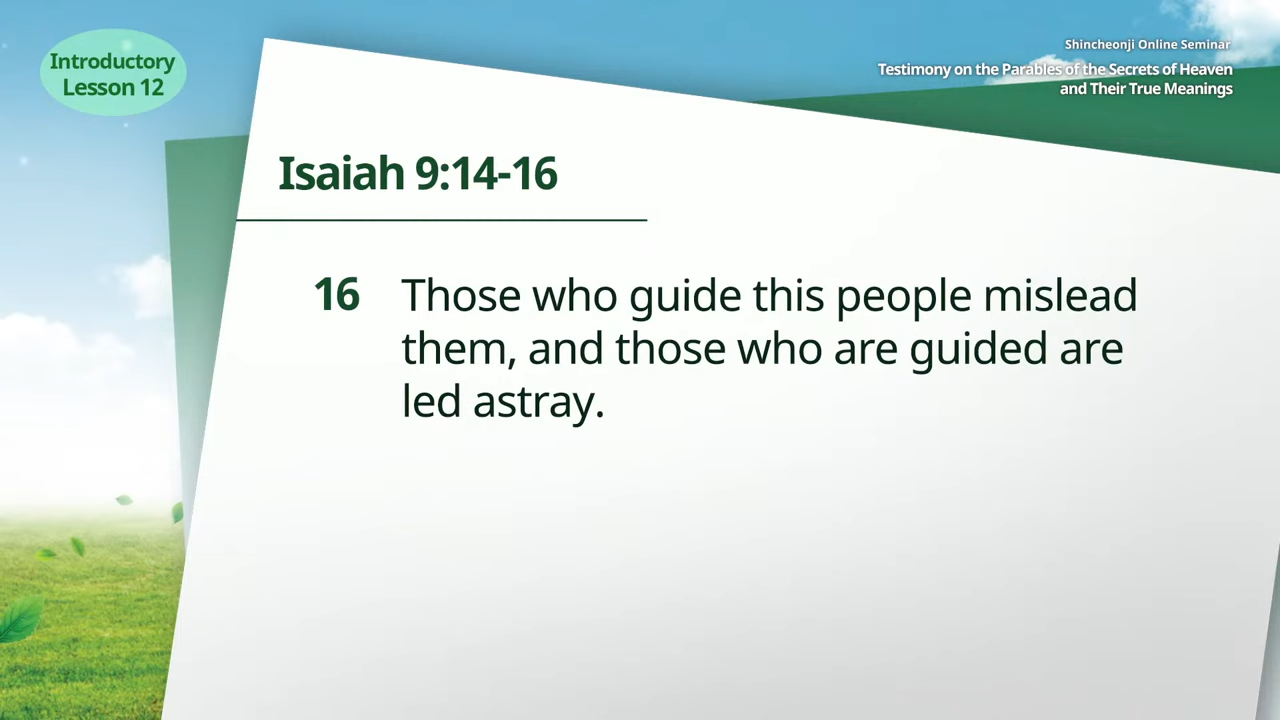 Introductory
Lesson 12
Shincheonji Online Seminar
Testimony on the Parables of the Secrets of Heaven
and Their True Meanings
Isaiah 9:14-16
16 Those who guide this people mislead
them, and those who are guided are
led astray.